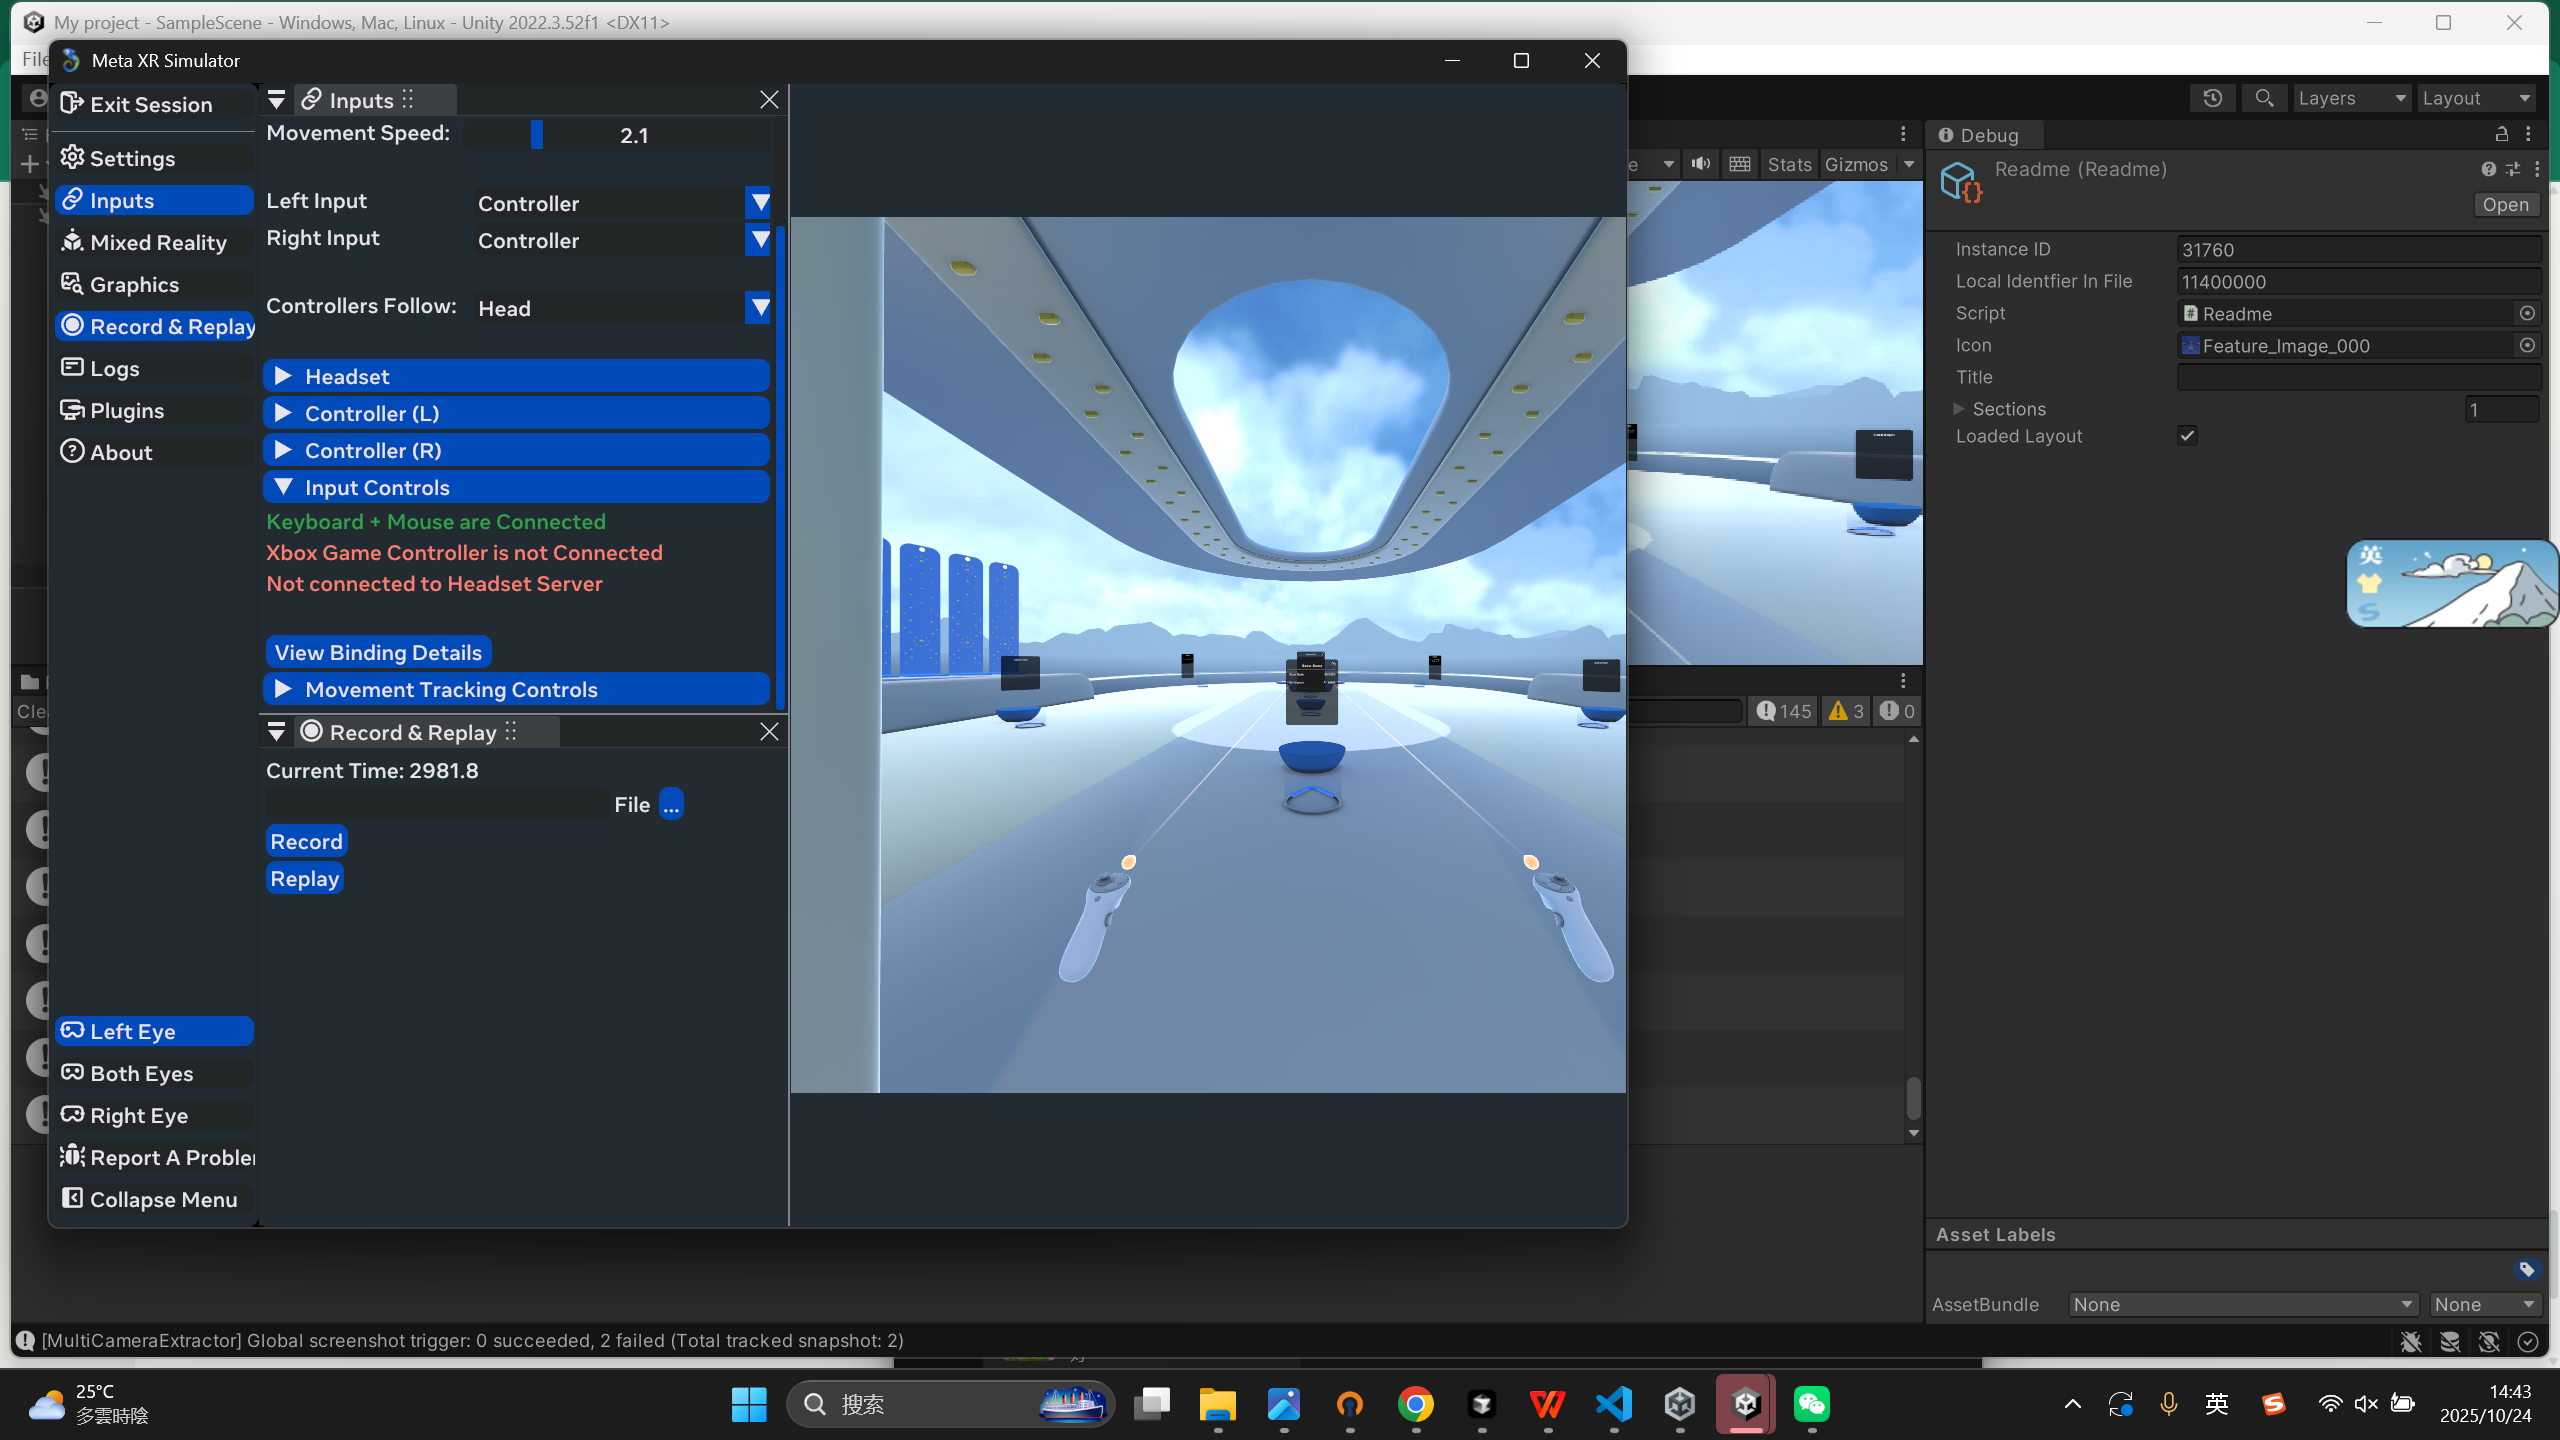 My project - SampleScene - Windows, Mac, Linux - Unity 2022.3.52f1 <DX11>
File
Meta XR Simulator
Exit Session
Settings
Inputs
Mixed Reality
Graphics
Record & Replay
Logs
Plugins
About
Left Eye
Both Eyes
Right Eye
Report A Probler
Collapse Menu
Inputs
Movement Speed: 2.1
Left Input Controller
Right Input Controller
Controllers Follow: Head
Headset
Controller (L)
Controller (R)
Input Controls
Keyboard + Mouse are Connected
Xbox Game Controller is not Connected
Not connected to Headset Server
View Binding Details
Movement Tracking Controls
Record & Replay
Current Time: 2981.8
File ...
Record
Replay
Cle
Layers Layout
Stats Gizmos
145 3 0
Debug
Readme (Readme)
Open
Instance ID 31760
Local Identfier In File 11400000
Script Readme
Icon Feature_Image_000
Title
Sections 1
Loaded Layout
英
S
Asset Labels
AssetBundle None None
[MultiCameraExtractor] Global screenshot trigger: 0 succeeded, 2 failed (Total tracked snapshot: 2)
25°C
多雲時陰
搜索
英
14:43
2025/10/24